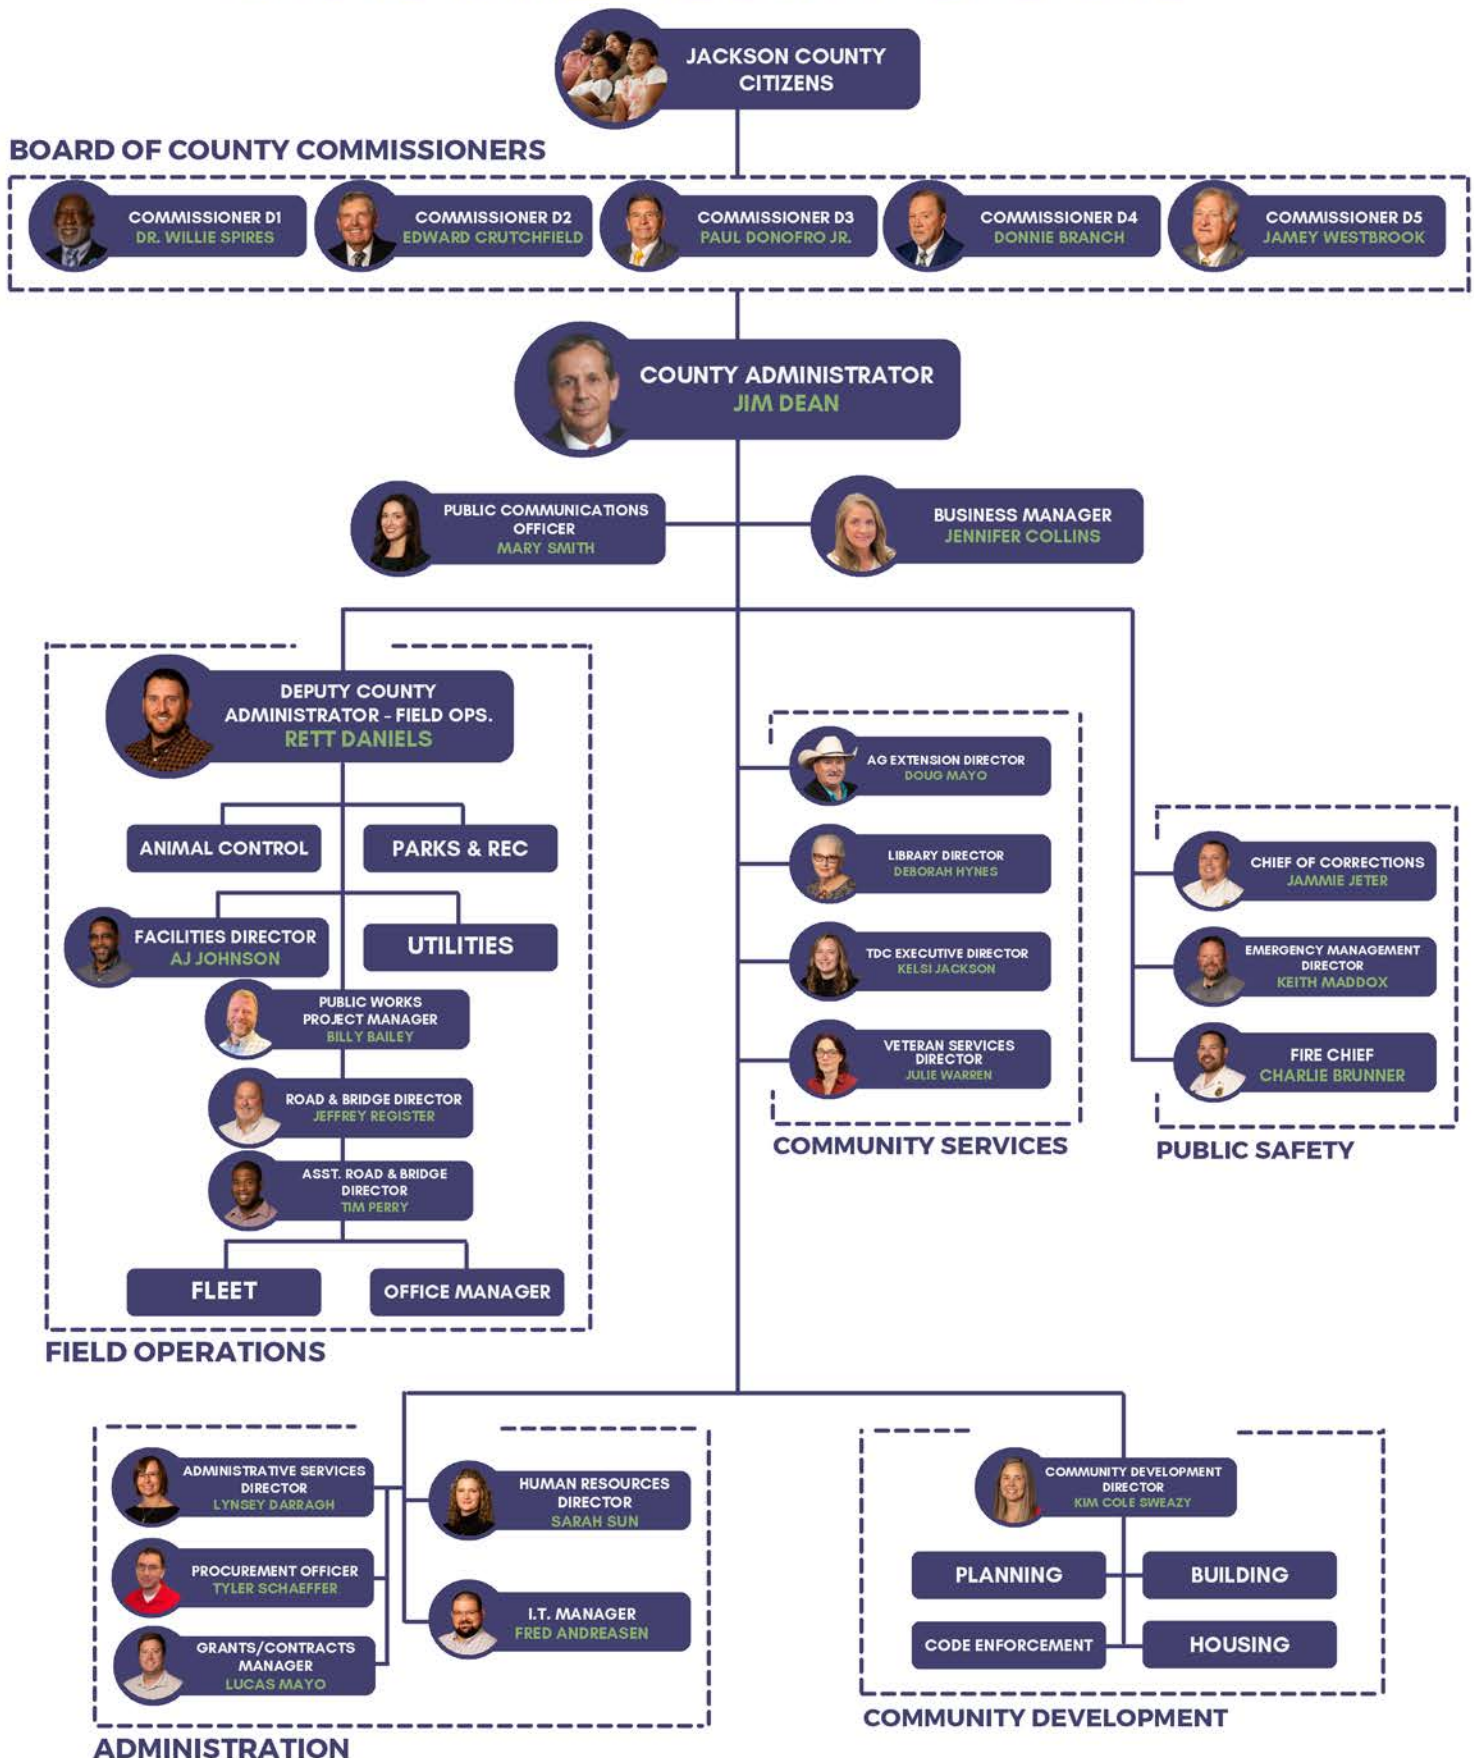 JACKSON COUNTY
CITIZENS
BOARD OF COUNTY COMMISSIONERS
COMMISSIONER D1
DR. WILLIE SPIRES
COMMISSIONER D2
EDWARD CRUTCHFIELD
COMMISSIONER D3
PAUL DONOFRO JR.
COMMISSIONER D4
DONNIE BRANCH
COMMISSIONER D5
JAMEY WESTBROOK
COUNTY ADMINISTRATOR
JIM DEAN
PUBLIC COMMUNICATIONS
OFFICER
MARY SMITH
BUSINESS MANAGER
JENNIFER COLLINS
DEPUTY COUNTY
ADMINISTRATOR - FIELD OPS.
RETT DANIELS
ANIMAL CONTROL
PARKS & REC
FACILITIES DIRECTOR
AJ JOHNSON
UTILITIES
PUBLIC WORKS
PROJECT MANAGER
BILLY BAILEY
ROAD & BRIDGE DIRECTOR
JEFFREY REGISTER
ASST. ROAD & BRIDGE
DIRECTOR
TIM PERRY
FLEET
OFFICE MANAGER
FIELD OPERATIONS
AG EXTENSION DIRECTOR
DOUG MAYO
LIBRARY DIRECTOR
DEBORAH HYNES
TDC EXECUTIVE DIRECTOR
KELSI JACKSON
VETERAN SERVICES
DIRECTOR
JULIE WARREN
COMMUNITY SERVICES
CHIEF OF CORRECTIONS
JAMMIE JETER
EMERGENCY MANAGEMENT
DIRECTOR
KEITH MADDOX
FIRE CHIEF
CHARLIE BRUNNER
PUBLIC SAFETY
ADMINISTRATIVE SERVICES
DIRECTOR
LYNSEY DARRAGH
PROCUREMENT OFFICER
TYLER SCHAEFFER
GRANTS/CONTRACTS
MANAGER
LUCAS MAYO
HUMAN RESOURCES
DIRECTOR
SARAH SUN
I.T. MANAGER
FRED ANDREASEN
ADMINISTRATION
COMMUNITY DEVELOPMENT
DIRECTOR
KIM COLE SWEAZY
PLANNING
BUILDING
CODE ENFORCEMENT
HOUSING
COMMUNITY DEVELOPMENT